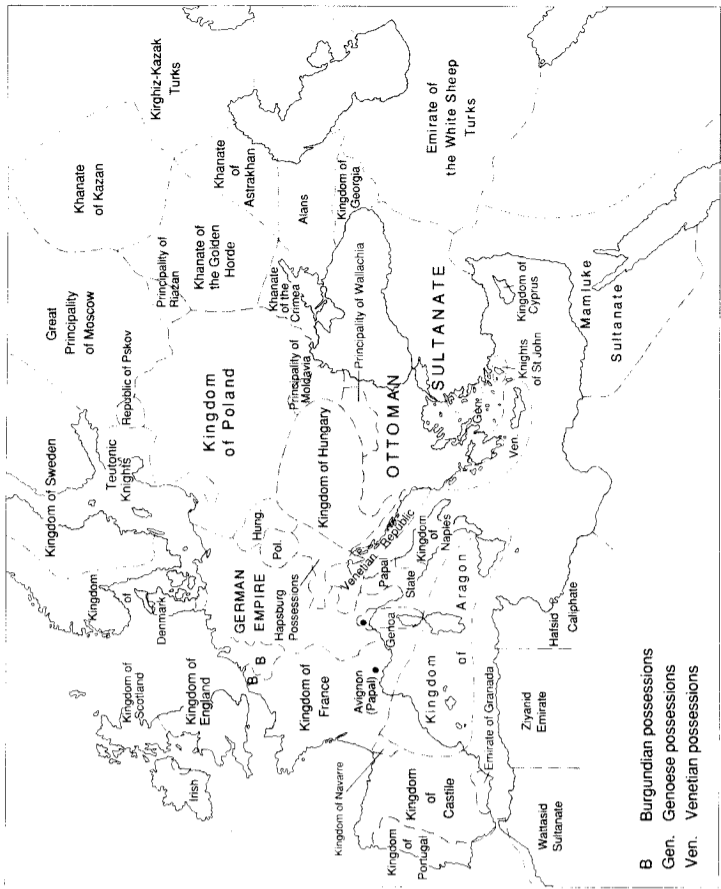 Kirghiz-Kazak
Turks
Khanate
of Kazan
Great
Principality
of Moscow
Khanate
of
Astrakhan
Principality of
Riazan
Khanate of
the Golden
Horde
Republic of Pskov
Kingdom of Sweden
Teutonic
Knights
Alans
Kingdom of
Georgia
Khanate
of the
Crimea
Emirate of
the White Sheep
Turks
Kingdom
of Poland
Principality of
Moldavia
Principality of Wallachia
Kingdom
of
Denmark
Kingdom of
Scotland
Kingdom of
England
Irish
GERMAN
EMPIRE
Hapsburg
Possessions
Hung.
Pol.
Kingdom of Hungary
OTTOMAN
SULTANATE
B
B
Kingdom of
France
Venetian
Republic
Papal
State
Kingdom
of
Naples
Genoa
Avignon
(Papal)
Gen.
Ven.
Knights
of St John
Kingdom of
Cyprus
Mamluke
Sultanate
Kingdom of Navarre
Kingdom of Aragon
Kingdom
of
Castile
Kingdom
of
Portugal
Emirate of Granada
Wattasid
Sultanate
Ziyanid
Emirate
Hafsid
Caliphate
B Burgundian possessions
Gen. Genoese possessions
Ven. Venetian possessions